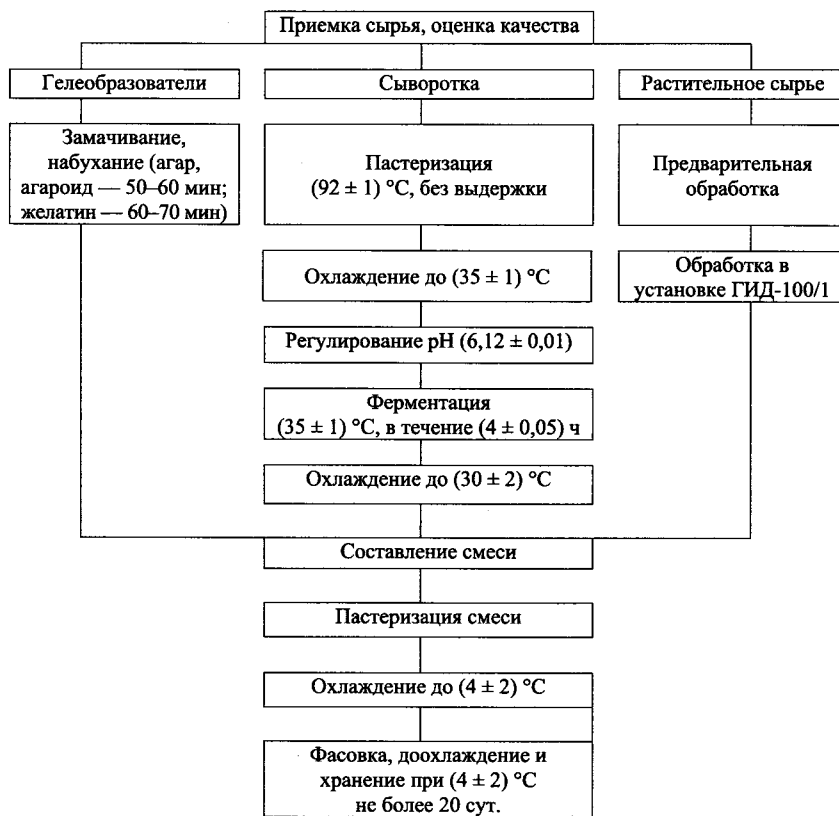 Приемка сырья, оценка качества
Гелеобразователи
Сыворотка
Растительное сырье
Замачивание,
набухание (агар,
агароид — 50–60 мин;
желатин — 60–70 мин)
Пастеризация
(92 ± 1) °С, без выдержки
Предварительная
обработка
Охлаждение до (35 ± 1) °С
Обработка в
установке ГИД-100/1
Регулирование pH (6,12 ± 0,01)
Ферментация
(35 ± 1) °С, в течение (4 ± 0,05) ч
Охлаждение до (30 ± 2) °С
Составление смеси
Пастеризация смеси
Охлаждение до (4 ± 2) °С
Фасовка, доохлаждение и
хранение при (4 ± 2) °С
не более 20 сут.